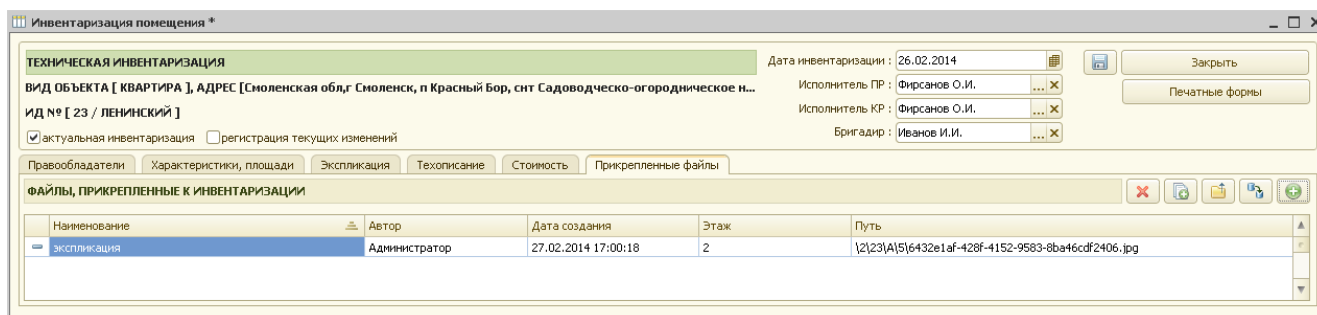 Инвентаризация помещения *
ТЕХНИЧЕСКАЯ ИНВЕНТАРИЗАЦИЯ
ВИД ОБЪЕКТА [ КВАРТИРА ], АДРЕС [Смоленская обл,г Смоленск, п Красный Бор, снт Садоводческо-огородническое н...
ИД № [ 23 / ЛЕНИНСКИЙ ]
актуальная инвентаризация регистрация текущих изменений
Дата инвентаризации : 26.02.2014
Исполнитель ПР : Фирсанов О.И. ...
Исполнитель КР : Фирсанов О.И. ...
Бригадир : Иванов И.И. ...
Закрыть
Печатные формы
Правообладатели Характеристики, площади Экспликация Техописание Стоимость Прикрепленные файлы
ФАЙЛЫ, ПРИКРЕПЛЕННЫЕ К ИНВЕНТАРИЗАЦИИ
Наименование Автор Дата создания Этаж Путь
экспликация Администратор 27.02.2014 17:00:18 2 \2\23\A\5\6432e1af-428f-4152-9583-8ba46cdf2406.jpg